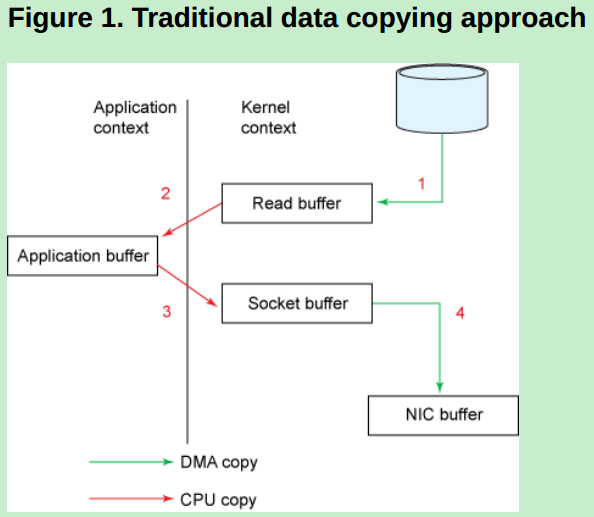 Figure 1. Traditional data copying approach
Application
context
Kernel
context
1
2
Read buffer
Application buffer
3
Socket buffer
4
NIC buffer
DMA copy
CPU copy